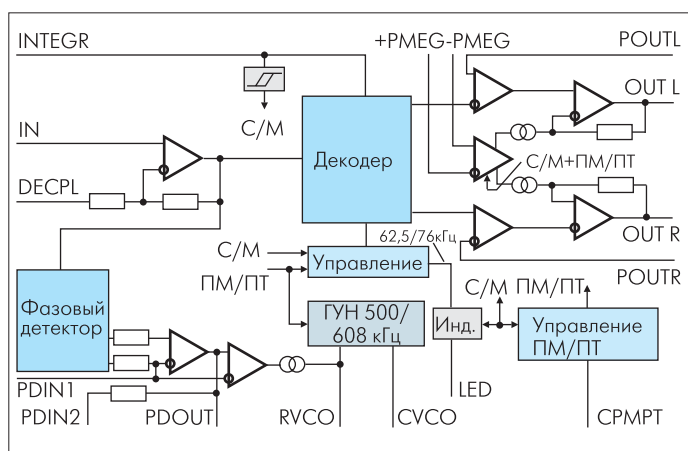 INTEGR
+PMEG-PMEG
POUTL
OUT L
C/M
IN
Декодер
C/M+ПМ/ПТ
DECPL
OUT R
62,5/76кГц
C/M
Управление
POUTR
ПМ/ПТ
C/M ПМ/ПТ
Фазовый
детектор
ГУН 500/
608 кГц
Инд.
Управление
ПМ/ПТ
PDIN1
LED
PDIN2
PDOUT
RVCO
CVCO
CPMPT